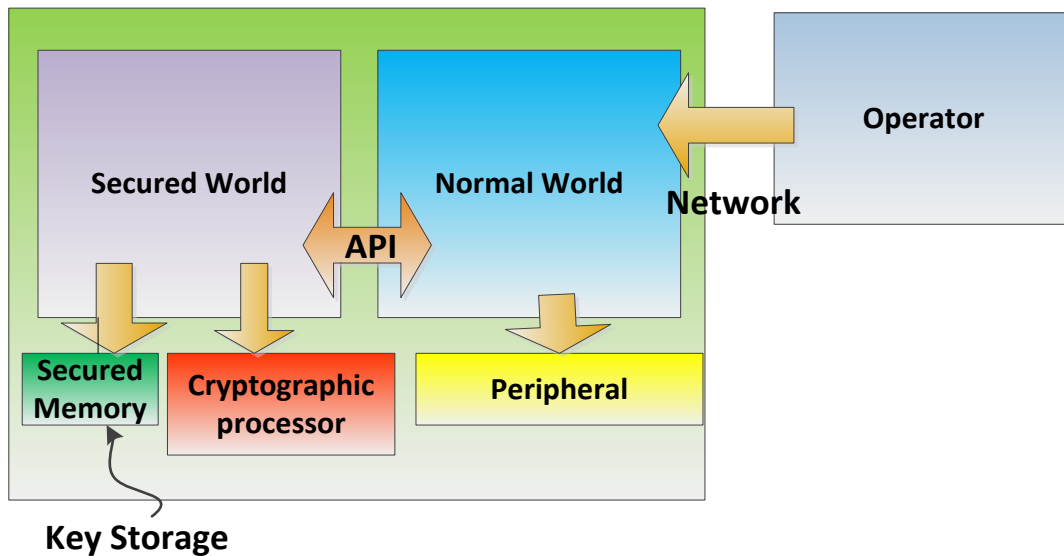 Operator
Secured World
Normal World
Network
API
Secured
Memory
Cryptographic
processor
Peripheral
Key Storage